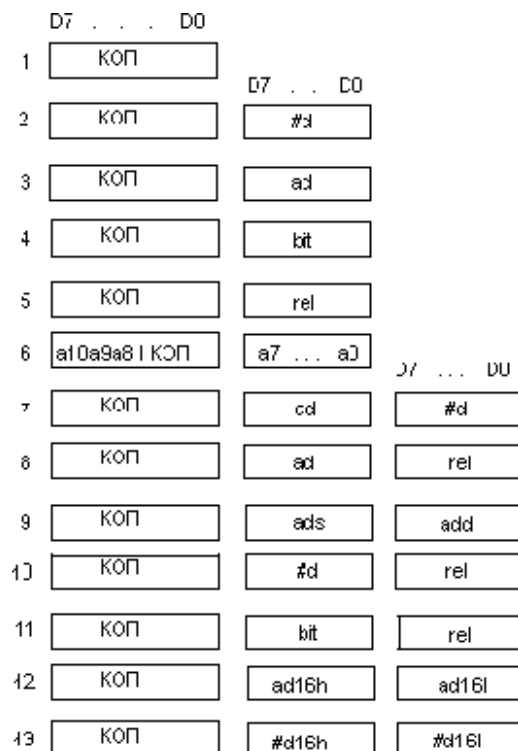 D7 . . . D0
1 КОП
D7 . . D0
2 КОП #d
3 КОП ad
4 КОП bit
5 КОП rel
6 a10a9a8 I КОП a7 ... a0
D7 ... D0
7 КОП #d
8 КОП ad rel
9 КОП ads add
10 КОП #d rel
11 КОП bit rel
12 КОП ad16h ad16l
13 КОП #d16h #d16l